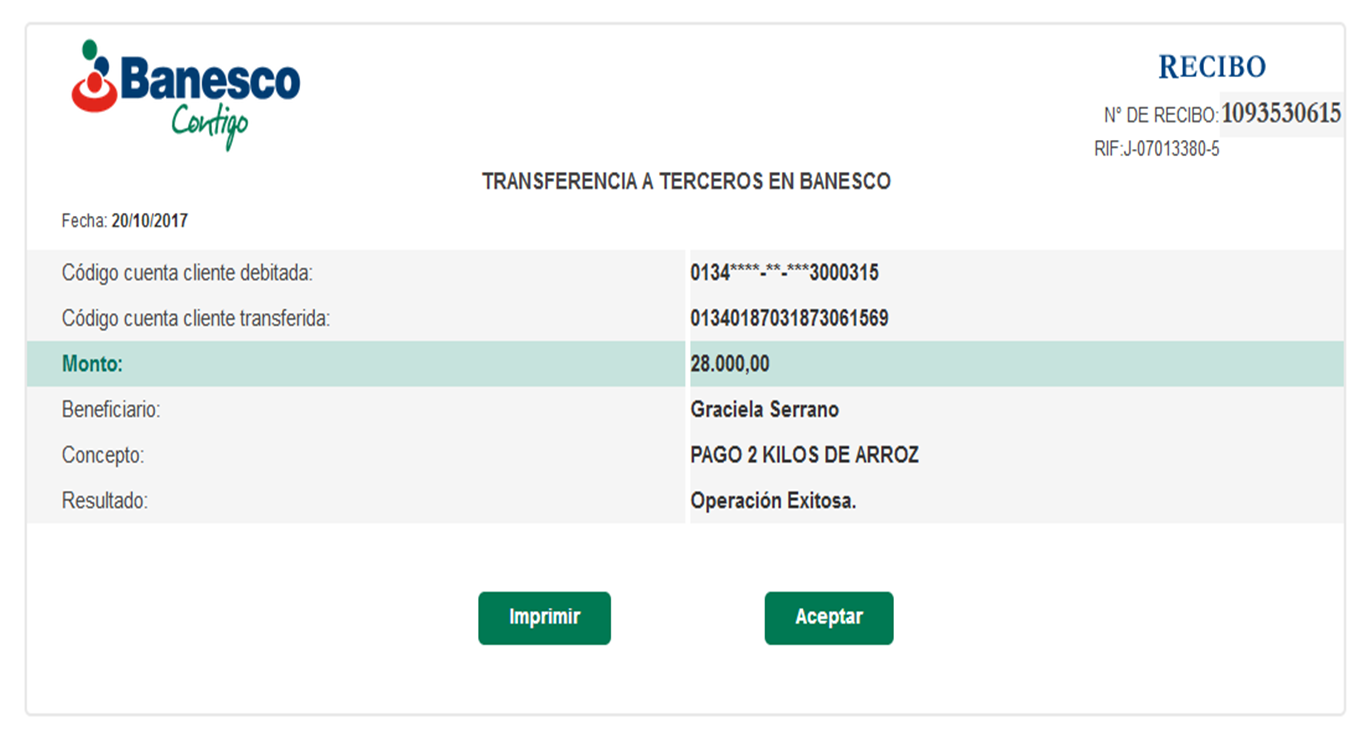 Banesco
Contigo
RECIBO
N° DE RECIBO: 1093530615
RIF:J-07013380-5
TRANSFERENCIA A TERCEROS EN BANESCO
Fecha: 20/10/2017
Código cuenta cliente debitada: 0134****-**-***3000315
Código cuenta cliente transferida: 01340187031873061569
Monto: 28.000,00
Beneficiario: Graciela Serrano
Concepto: PAGO 2 KILOS DE ARROZ
Resultado: Operación Exitosa.
Imprimir Aceptar